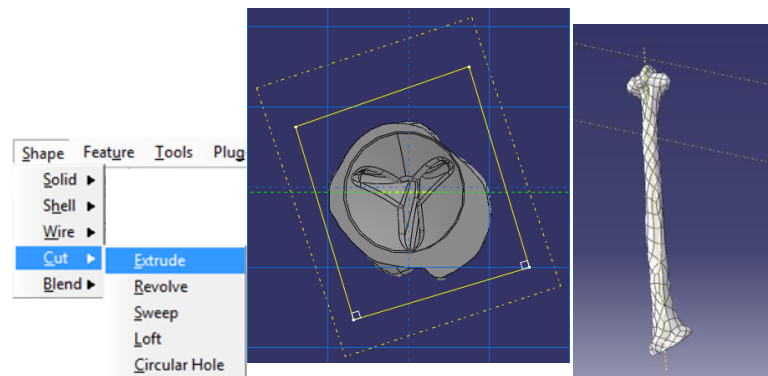 Shape Feature Tools Plug
Solid
Shell
Wire
Cut
Blend
Extrude
Revolve
Sweep
Loft
Circular Hole